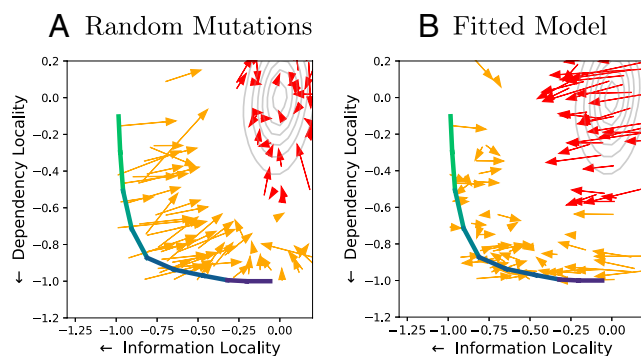 A Random Mutations
B Fitted Model
← Dependency Locality
0.2
0.0
−0.2
−0.4
−0.6
−0.8
−1.0
−1.2
−1.25 −1.00 −0.75 −0.50 −0.25 0.00
← Information Locality
← Dependency Locality
0.2
0.0
−0.2
−0.4
−0.6
−0.8
−1.0
−1.2
−1.25 −1.00 −0.75 −0.50 −0.25 0.00
← Information Locality